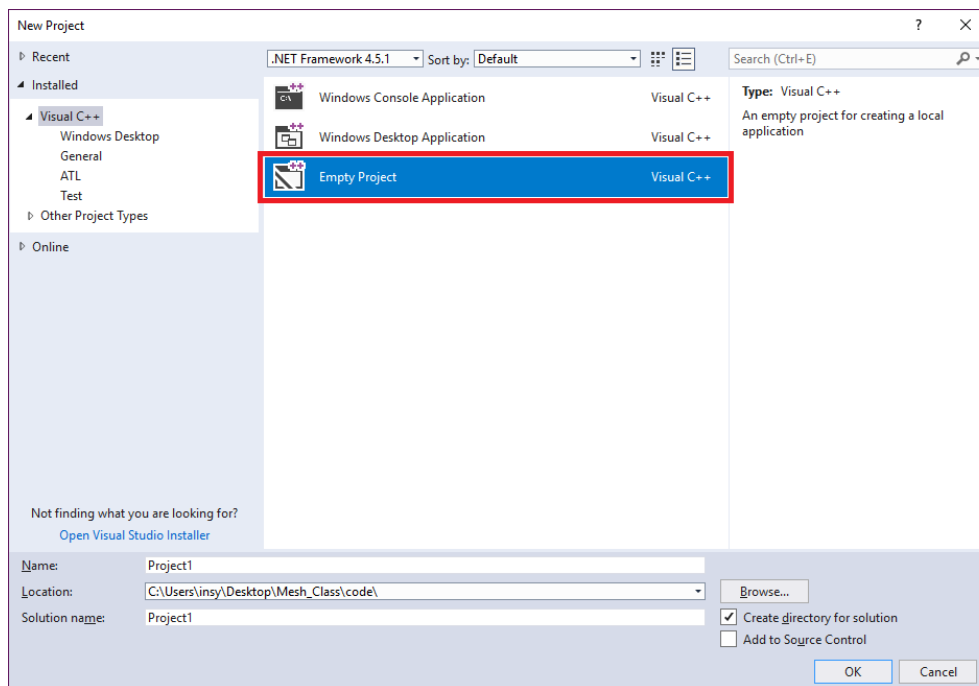 New Project
?
Recent
.NET Framework 4.5.1
Sort by: Default
Search (Ctrl+E)
Installed
Visual C++
Windows Desktop
General
ATL
Test
Other Project Types
Online
Windows Console Application Visual C++
Windows Desktop Application Visual C++
Empty Project Visual C++
Type: Visual C++
An empty project for creating a local
application
Not finding what you are looking for?
Open Visual Studio Installer
Name: Project1
Location: C:\Users\insy\Desktop\Mesh_Class\code\
Browse...
Solution name: Project1
Create directory for solution
Add to Source Control
OK
Cancel